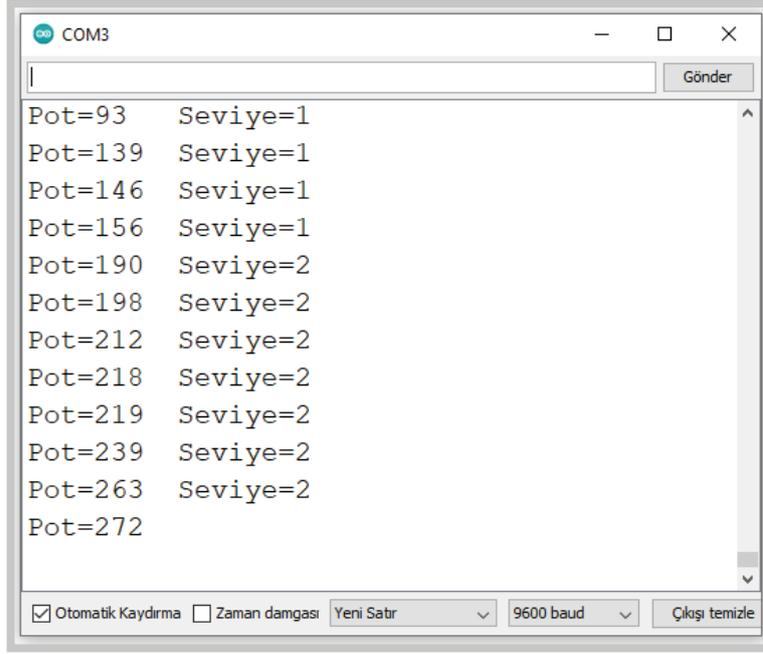 COM3
Gönder
Pot=93 Seviye=1
Pot=139 Seviye=1
Pot=146 Seviye=1
Pot=156 Seviye=1
Pot=190 Seviye=2
Pot=198 Seviye=2
Pot=212 Seviye=2
Pot=218 Seviye=2
Pot=219 Seviye=2
Pot=239 Seviye=2
Pot=263 Seviye=2
Pot=272
Otomatik Kaydırma Zaman damgası Yeni Satır 9600 baud Çıkışı temizle